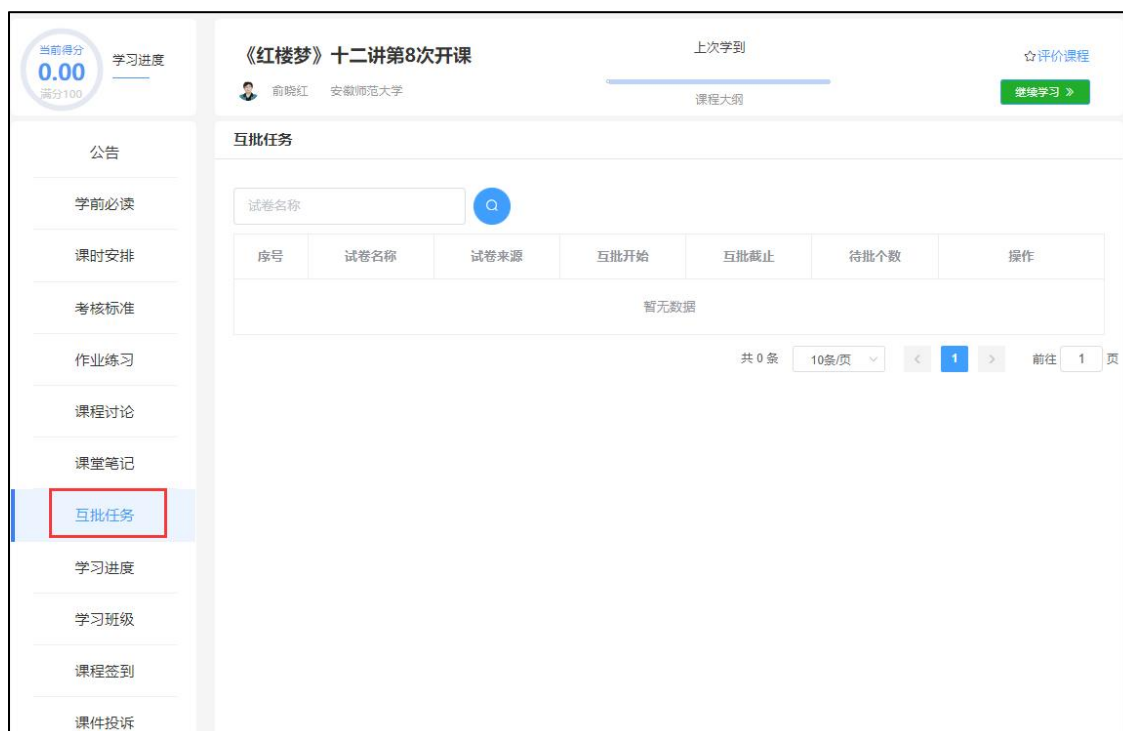 当前得分
0.00
满分100
学习进度
《红楼梦》十二讲第8次开课
俞晓红 安徽师范大学
上次学到
课程大纲
☆评价课程
继续学习 》
公告
学前必读
课时安排
考核标准
作业练习
课程讨论
课堂笔记
互批任务
学习进度
学习班级
课程签到
课件投诉
互批任务
试卷名称
序号 试卷名称 试卷来源 互批开始 互批截止 待批个数 操作
暂无数据
共 0 条 10条/页 < 1 > 前往 1 页